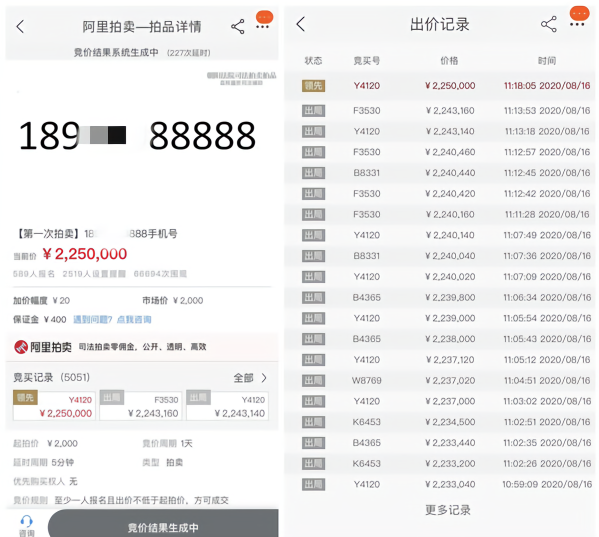 阿里拍卖—拍品详情
竞价结果系统生成中 (227次延时)
189 88888
【第一次拍卖】18 888手机号
当前价 ¥2,250,000
589人报名 2519人设置提醒 66894次围观
加价幅度 ¥20 市场价 ¥2,000
保证金 ¥400 遇到问题? 点我咨询
阿里拍卖 司法拍卖零佣金,公开、透明、高效
竞买记录 (5051) 全部
领先 Y4120 出局 F3530 出局 Y4120
¥2,250,000 ¥2,243,160 ¥2,243,140
起拍价 ¥2,000 竞价周期 1天
延时周期 5分钟 类型 拍卖
优先购买权人 无
竞价规则 至少一人报名且出价不低于起拍价,方可成交
咨询 竞价结果生成中
出价记录
状态 竞买号 价格 时间
领先 Y4120 ¥2,250,000 11:18:05 2020/08/16
出局 F3530 ¥2,243,160 11:13:53 2020/08/16
出局 Y4120 ¥2,243,140 11:13:18 2020/08/16
出局 F3530 ¥2,240,460 11:12:57 2020/08/16
出局 B8331 ¥2,240,440 11:12:45 2020/08/16
出局 F3530 ¥2,240,420 11:12:42 2020/08/16
出局 F3530 ¥2,240,160 11:11:28 2020/08/16
出局 Y4120 ¥2,240,140 11:07:49 2020/08/16
出局 B8331 ¥2,240,040 11:07:36 2020/08/16
出局 Y4120 ¥2,240,020 11:07:09 2020/08/16
出局 B4365 ¥2,239,800 11:06:34 2020/08/16
出局 Y4120 ¥2,239,000 11:05:54 2020/08/16
出局 B4365 ¥2,238,000 11:05:43 2020/08/16
出局 Y4120 ¥2,237,120 11:05:12 2020/08/16
出局 W8769 ¥2,237,020 11:04:51 2020/08/16
出局 Y4120 ¥2,237,000 11:03:02 2020/08/16
出局 K6453 ¥2,234,500 11:02:51 2020/08/16
出局 B4365 ¥2,233,440 11:02:35 2020/08/16
出局 K6453 ¥2,233,200 11:02:26 2020/08/16
出局 Y4120 ¥2,233,040 10:59:09 2020/08/16
更多记录